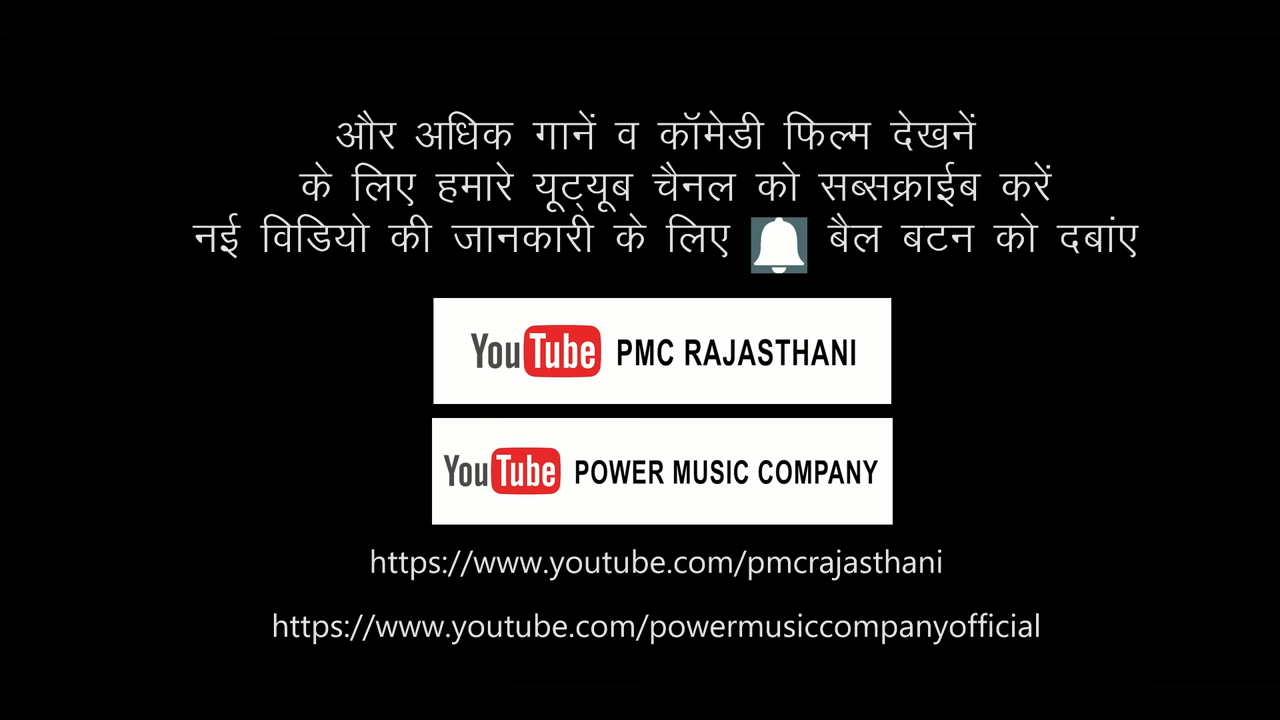 और अधिक गानें व कॉमेडी फिल्म देखनें
के लिए हमारे यूट्यूब चैनल को सब्सक्राईब करें
नई विडियो की जानकारी के लिए बैल बटन को दबांए
YouTube PMC RAJASTHANI
YouTube POWER MUSIC COMPANY
https://www.youtube.com/pmcrajasthani
https://www.youtube.com/powermusiccompanyofficial